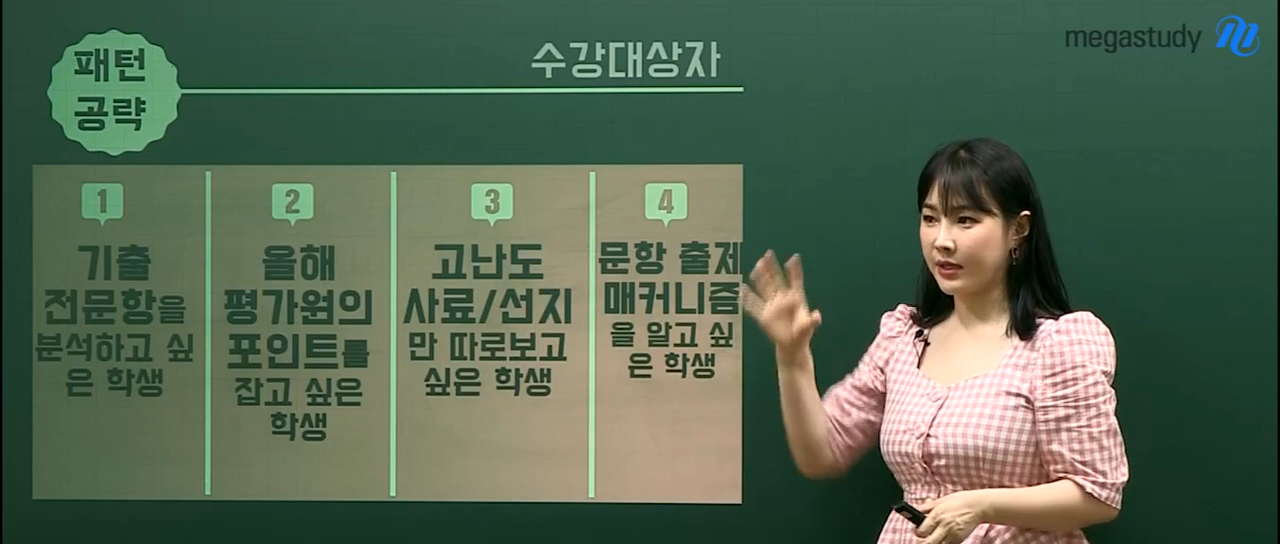 megastudy
패턴
공략
수강대상자
1
기출
전문항을
분석하고 싶
은 학생
2
올해
평가원의
포인트를
잡고 싶은
학생
3
고난도
사료/선지
만 따로보고
싶은 학생
4
문항 출제
매커니즘
을 알고 싶
은 학생